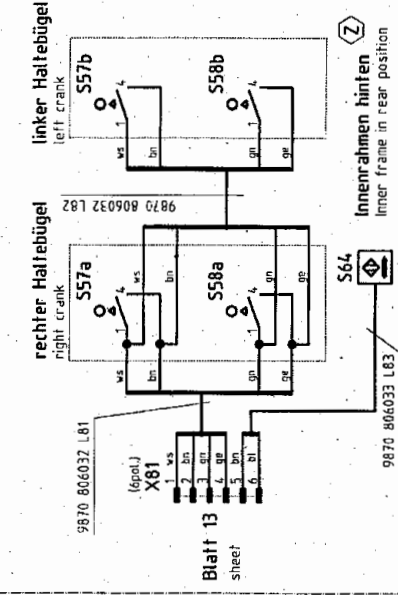 linker Haltebügel
left crank
S57b
4
1
ws
bn
S58b
4
1
gn
ge
Innenrahmen hinten
Inner frame in rear position
Z
9870 806032 L82
rechter Haltebügel
right crank
S57a
4
1
ws
ws
bn
bn
S58a
4
1
gn
gn
ge
ge
S64
9870 806033 L83
9870 806032 L81
(6pol.)
X81
1 ws
2 bn
3 gn
4 ge
5 bn
6 bl
Blatt 13
sheet